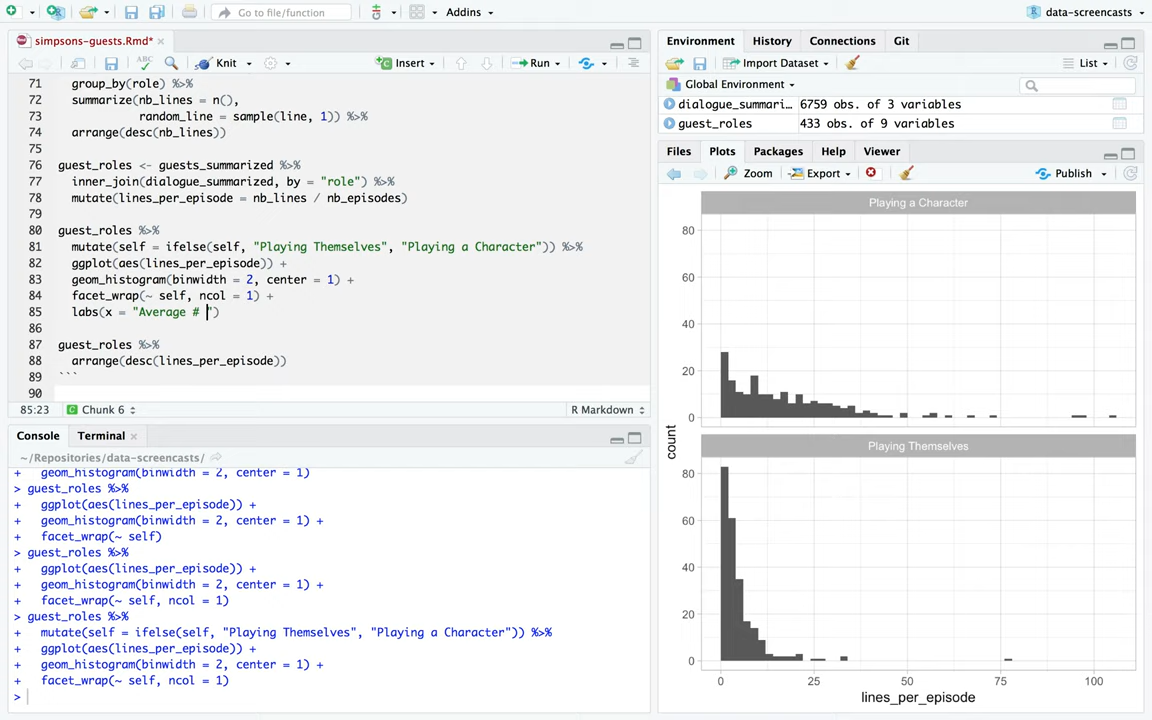 Go to file/function
Addins
data-screencasts
simpsons-guests.Rmd*
ABC
Knit
Insert
Run
71 group_by(role) %>%
72 summarize(nb_lines = n(),
73 random_line = sample(line, 1)) %>%
74 arrange(desc(nb_lines))
75
76 guest_roles <- guests_summarized %>%
77 inner_join(dialogue_summarized, by = "role") %>%
78 mutate(lines_per_episode = nb_lines / nb_episodes)
79
80 guest_roles %>%
81 mutate(self = ifelse(self, "Playing Themselves", "Playing a Character")) %>%
82 ggplot(aes(lines_per_episode)) +
83 geom_histogram(binwidth = 2, center = 1) +
84 facet_wrap(~ self, ncol = 1) +
85 labs(x = "Average # ")
86
87 guest_roles %>%
88 arrange(desc(lines_per_episode))
89 ```
90
85:23 Chunk 6 R Markdown
Console Terminal
~/Repositories/data-screencasts/
+ geom_histogram(binwidth = 2, center = 1)
> guest_roles %>%
+ ggplot(aes(lines_per_episode)) +
+ geom_histogram(binwidth = 2, center = 1) +
+ facet_wrap(~ self)
> guest_roles %>%
+ ggplot(aes(lines_per_episode)) +
+ geom_histogram(binwidth = 2, center = 1) +
+ facet_wrap(~ self, ncol = 1)
> guest_roles %>%
+ mutate(self = ifelse(self, "Playing Themselves", "Playing a Character")) %>%
+ ggplot(aes(lines_per_episode)) +
+ geom_histogram(binwidth = 2, center = 1) +
+ facet_wrap(~ self, ncol = 1)
>
Environment History Connections Git
Import Dataset List
Global Environment
dialogue_summari… 6759 obs. of 3 variables
guest_roles 433 obs. of 9 variables
Files Plots Packages Help Viewer
Zoom Export Publish
Playing a Character
80
60
40
20
0
count
Playing Themselves
80
60
40
20
0
0 25 50 75 100
lines_per_episode